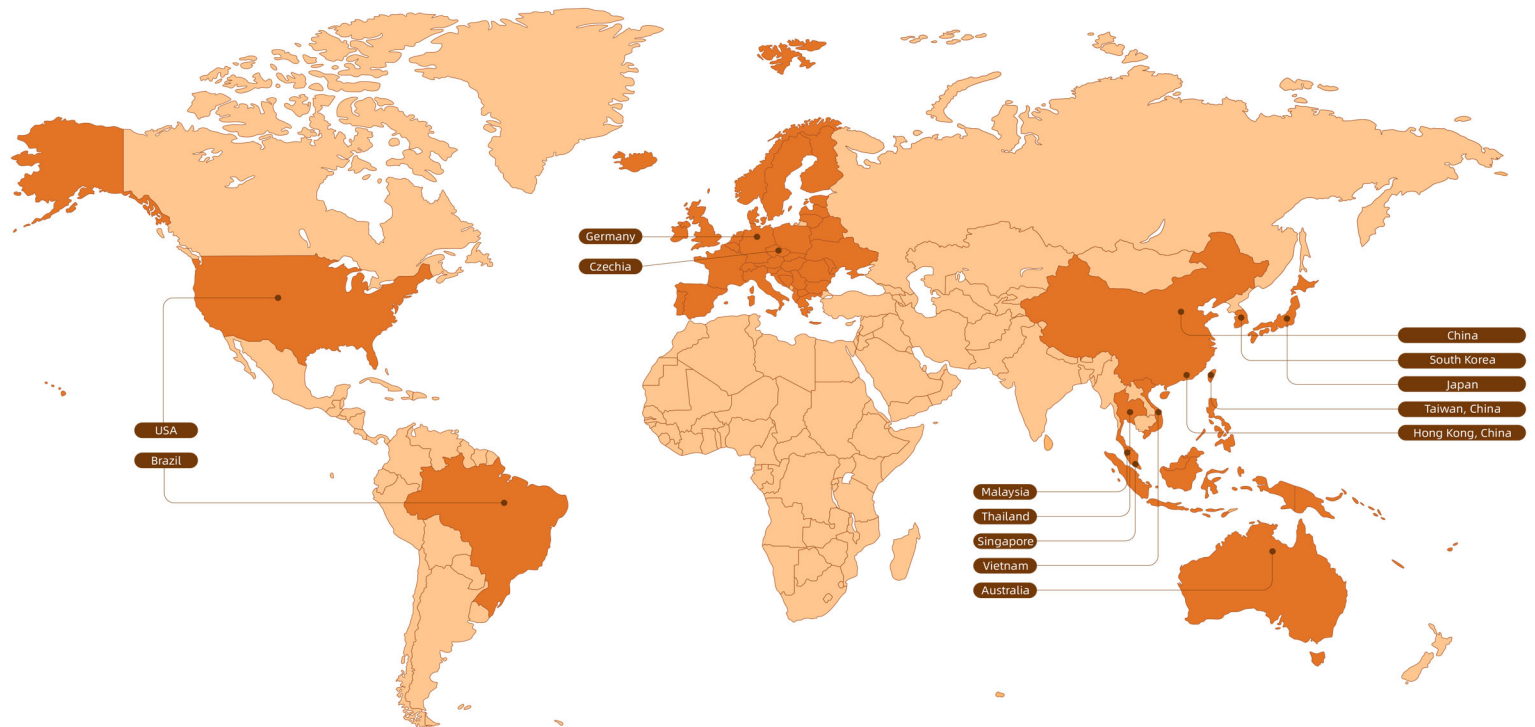 Germany
Czechia
China
South Korea
Japan
Taiwan, China
Hong Kong, China
USA
Brazil
Malaysia
Thailand
Singapore
Vietnam
Australia